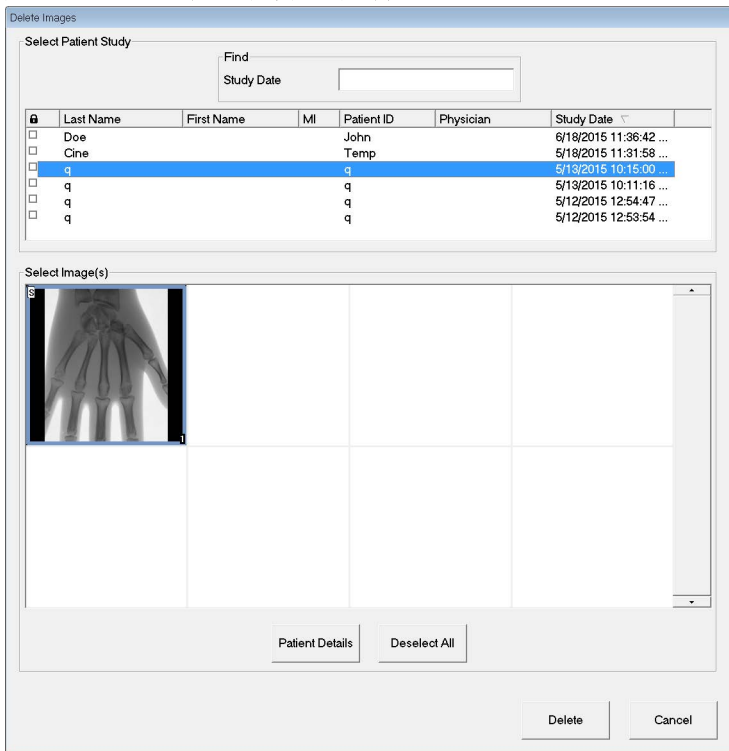 Delete Images
Select Patient Study
Find
Study Date
Last Name First Name MI Patient ID Physician Study Date
Doe John 6/18/2015 11:36:42 ...
Cine Temp 5/18/2015 11:31:58 ...
q q 5/13/2015 10:15:00 ...
q q 5/13/2015 10:11:16 ...
q q 5/12/2015 12:54:47 ...
q q 5/12/2015 12:53:54 ...
Select Image(s)
S
1
Patient Details Deselect All
Delete Cancel